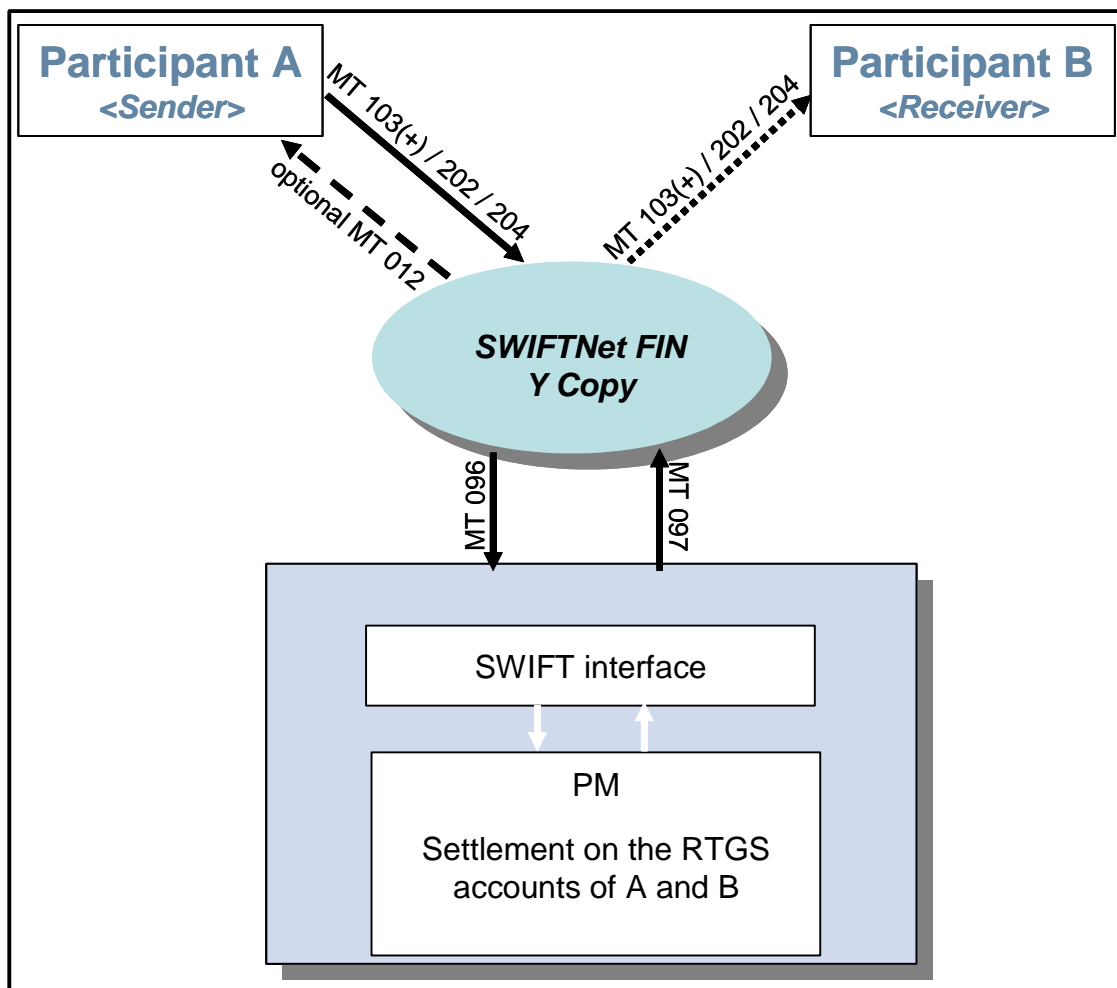 Participant A
<Sender>
Participant B
<Receiver>
MT 103(+) / 202 / 204
optional MT 012
MT 103(+) / 202 / 204
SWIFTNet FIN
Y Copy
MT 096
MT 097
SWIFT interface
PM
Settlement on the RTGS
accounts of A and B